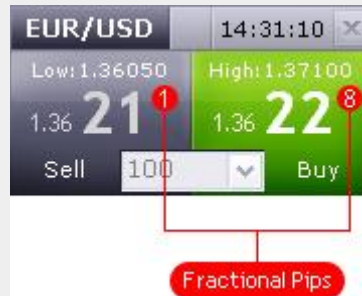 EUR/USD 14:31:10
Low:1.36050 High:1.37100
1.36 21 1 1.36 22 8
Sell 100 Buy
Fractional Pips